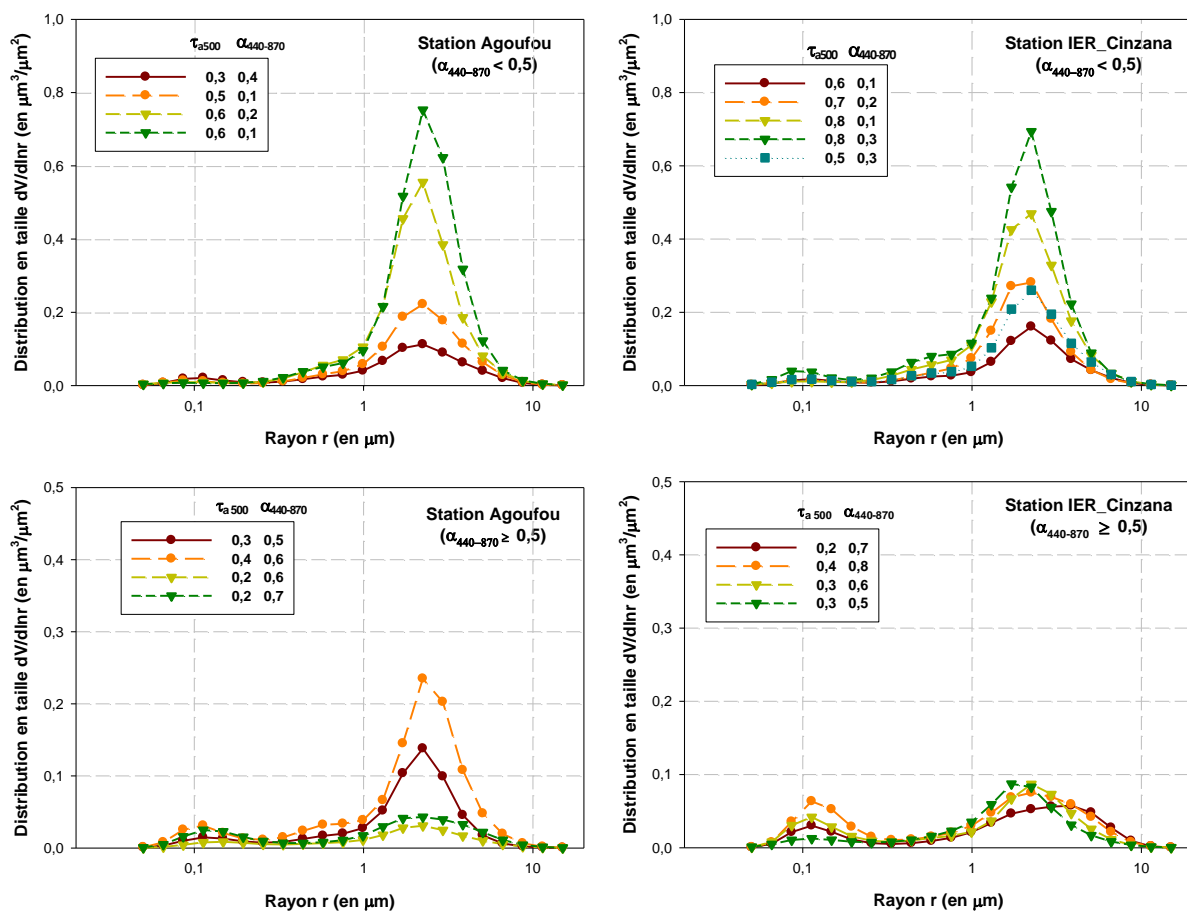 Station Agoufou
(α440–870 < 0,5)
τa500 α440-870
0,3 0,4
0,5 0,1
0,6 0,2
0,6 0,1
Distribution en taille dV/dlnr (en μm³/μm²)
1,0
0,8
0,6
0,4
0,2
0,0
0,1 1 10
Rayon r (en μm)
Station IER_Cinzana
(α440–870 < 0,5)
τa500 α440-870
0,6 0,1
0,7 0,2
0,8 0,1
0,8 0,3
0,5 0,3
Distribution en taille dV/dlnr (en μm³/μm²)
1,0
0,8
0,6
0,4
0,2
0,0
0,1 1 10
Rayon r (en μm)
Station Agoufou
(α440–870 ≥ 0,5)
τa 500 α440-870
0,3 0,5
0,4 0,6
0,2 0,6
0,2 0,7
Distribution en taille dV/dlnr (en μm³/μm²)
0,5
0,4
0,3
0,2
0,1
0,0
0,1 1 10
Rayon r (en μm)
Station IER_Cinzana
(α440–870 ≥ 0,5)
τa 500 α440-870
0,2 0,7
0,4 0,8
0,3 0,6
0,3 0,5
Distribution en taille dV/dlnr (en μm³/μm²)
0,5
0,4
0,3
0,2
0,1
0,0
0,1 1 10
Rayon r (en μm)